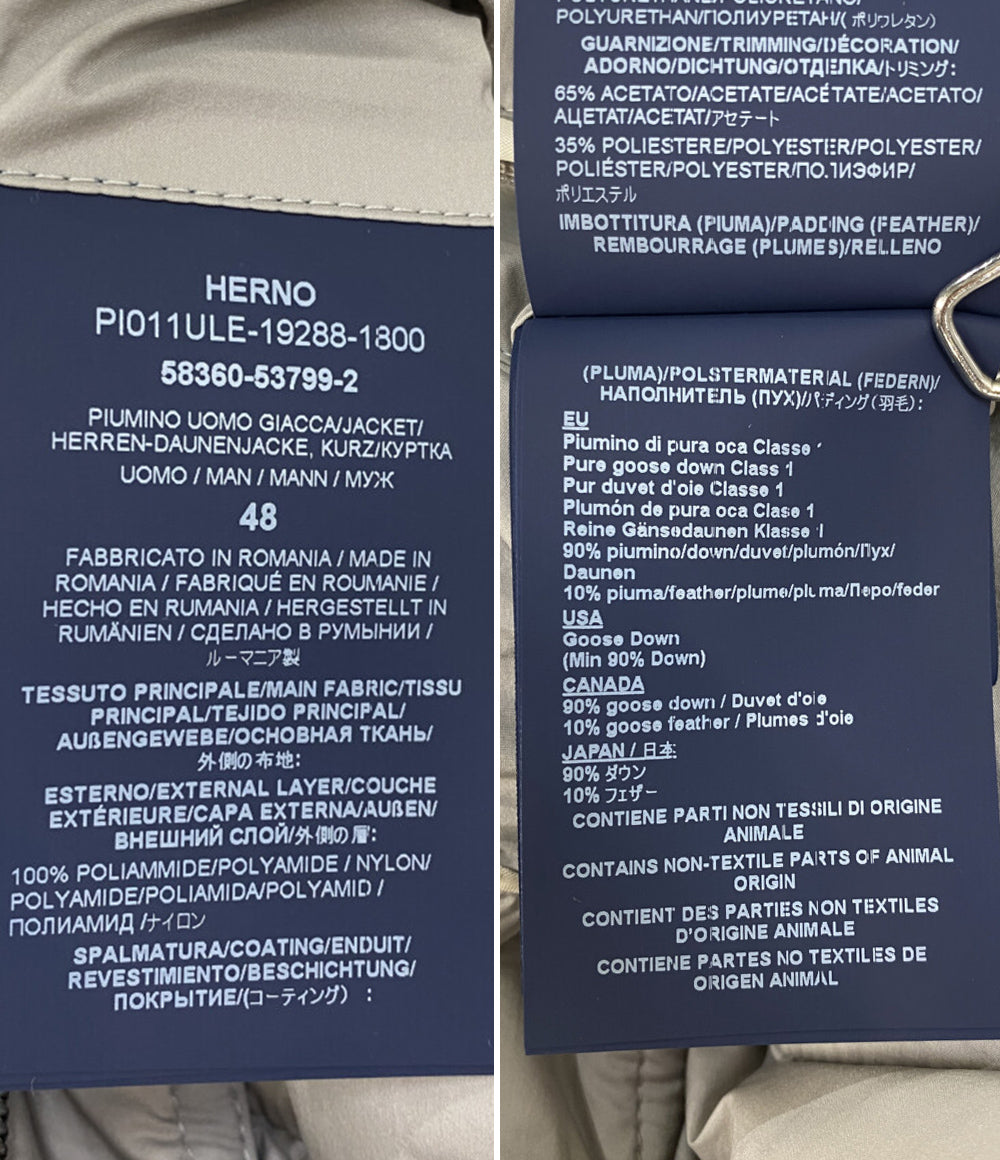 HERNO
PI011ULE-19288-1800
58360-53799-2
PIUMINO UOMO GIACCA/JACKET/
HERREN-DAUNENJACKE, KURZ/КУРТКА
UOMO / MAN / MANN / МУЖ
48
FABBRICATO IN ROMANIA / MADE IN
ROMANIA / FABRIQUÉ EN ROUMANIE /
HECHO EN RUMANIA / HERGESTELLT IN
RUMÄNIEN / СДЕЛАНО В РУМЫНИИ /
ルーマニア製
TESSUTO PRINCIPALE/MAIN FABRIC/TISSU
PRINCIPAL/TEJIDO PRINCIPAL/
AUßENGEWEBE/ОСНОВНАЯ ТКАНЬ/
外側の布地:
ESTERNO/EXTERNAL LAYER/COUCHE
EXTÉRIEURE/CAPA EXTERNA/AUßEN/
ВНЕШНИЙ СЛОЙ/外側の層:
100% POLIAMMIDE/POLYAMIDE / NYLON/
POLYAMIDE/POLIAMIDA/POLYAMID /
ПОЛИАМИД /ナイロン
SPALMATURA/COATING/ENDUIT/
REVESTIMIENTO/BESCHICHTUNG/
ПОКРЫТИЕ/(コーティング) :
POLYURETHAN/ПОЛИУРЕТАН/( ポリウレタン)
GUARNIZIONE/TRIMMING/DÉCORATION/
ADORNO/DICHTUNG/ОТДЕЛКА/トリミング:
65% ACETATO/ACETATE/ACÉTATE/ACETATO/
АЦЕТАТ/ACETAT/アセテート
35% POLIESTERE/POLYESTER/POLYESTER/
POLIÉSTER/POLYESTER/ПОЛИЭФИР/
ポリエステル
IMBOTTITURA (PIUMA)/PADDING (FEATHER)/
REMBOURRAGE (PLUMES)/RELLENO
(PLUMA)/POLSTERMATERIAL (FEDERN)/
НАПОЛНИТЕЛЬ (ПУХ)/パディング(羽毛):
EU
Piumino di pura oca Classe
Pure goose down Class 1
Pur duvet d'oie Classe 1
Plumón de pura oca Clase 1
Reine Gänsedaunen Klasse 1
90% piumino/down/duvet/plumón/Пух/
Daunen
10% piuma/feather/plume/pluma/Перо/feder
USA
Goose Down
(Min 90% Down)
CANADA
90% goose down / Duvet d'oie
10% goose feather / Plumes d'oie
JAPAN / 日本:
90% ダウン
10% フェザー
CONTIENE PARTI NON TESSILI DI ORIGINE
ANIMALE
CONTAINS NON-TEXTILE PARTS OF ANIMAL
ORIGIN
CONTIENT DES PARTIES NON TEXTILES
D'ORIGINE ANIMALE
CONTIENE PARTES NO TEXTILES DE
ORIGEN ANIMAL